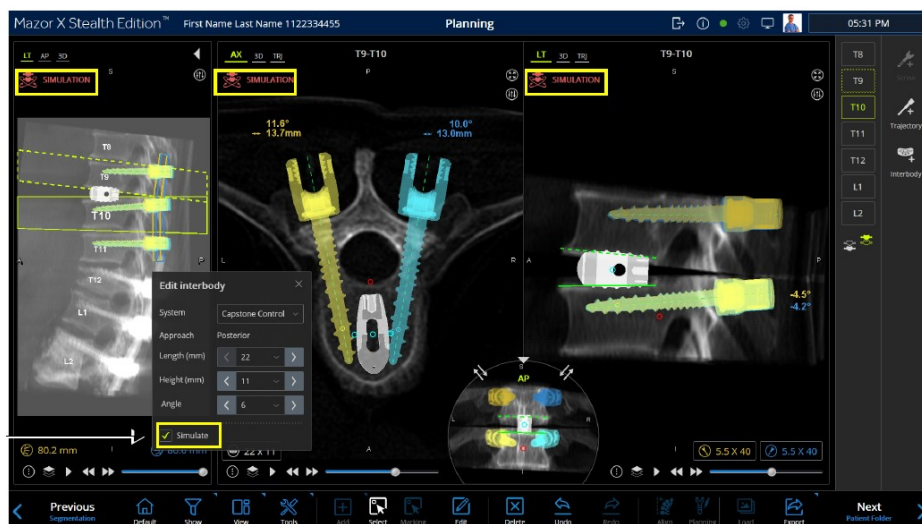 Mazor X Stealth Edition™ First Name Last Name 1122334455 Planning 05:31 PM
LT AP 3D
S
SIMULATION
T8
T9
T10
T11
T12
L1
L2
A
P
80.2 mm
AX 3D TRJ T9-T10
P
SIMULATION
11.6°
13.7mm
10.0°
13.0mm
L
R
A
22 X 11
Edit interbody
System Capstone Control
Approach Posterior
Length (mm) 22
Height (mm) 11
Angle 6
Simulate
LT 3D TRJ T9-T10
S
SIMULATION
A
P
-4.5°
-4.2°
I
5.5 X 40 5.5 X 40
S
AP
L
R
I
T8
T9
T10
T11
T12
L1
L2
Trajectory
Interbody
Previous
Segmentation
Default Show View Tools Add Select Marking Edit Delete Undo Redo Align Planning Load Export
Next
Patient Folder